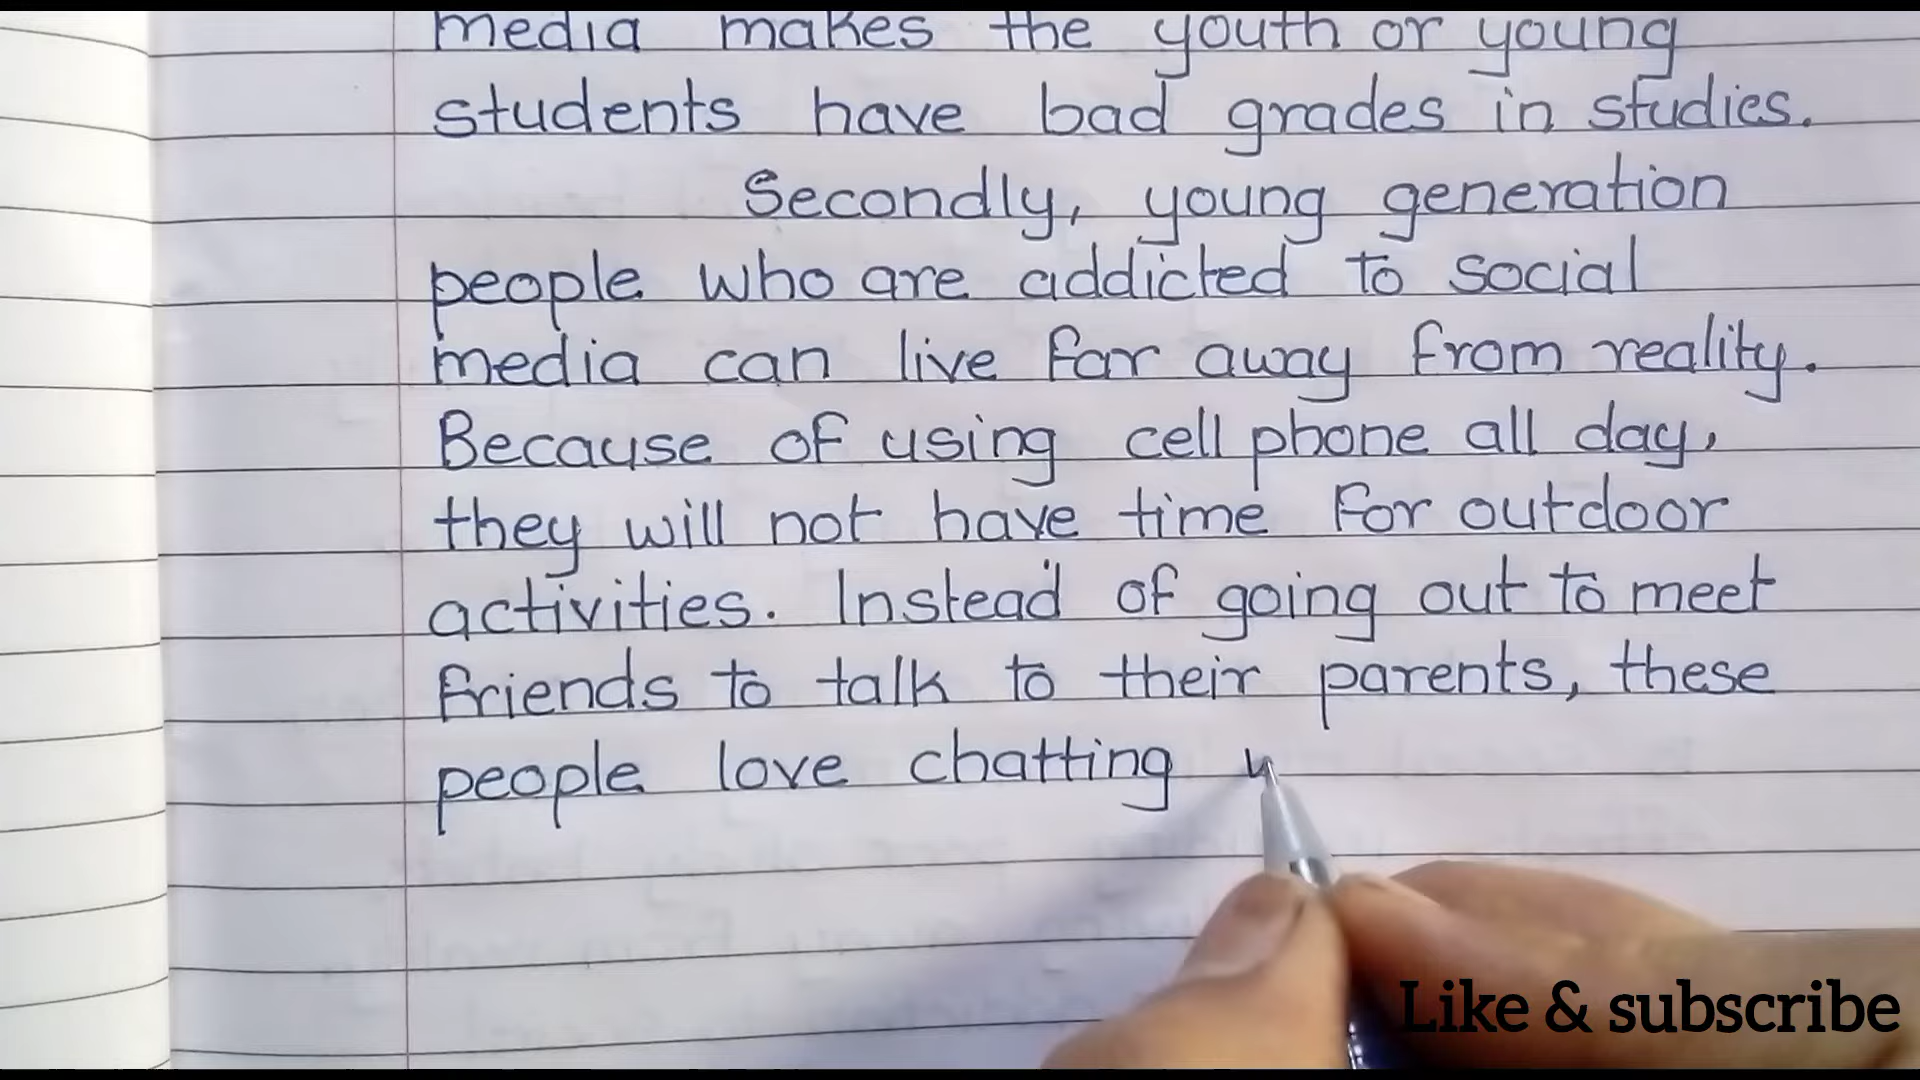 media makes the youth or young
students have bad grades in studies.
Secondly, young generation
people who are addicted to social
media can live far away from reality.
Because of using cell phone all day,
they will not have time for outdoor
activities. Instead of going out to meet
friends to talk to their parents, these
people love chatting w
Like & subscribe